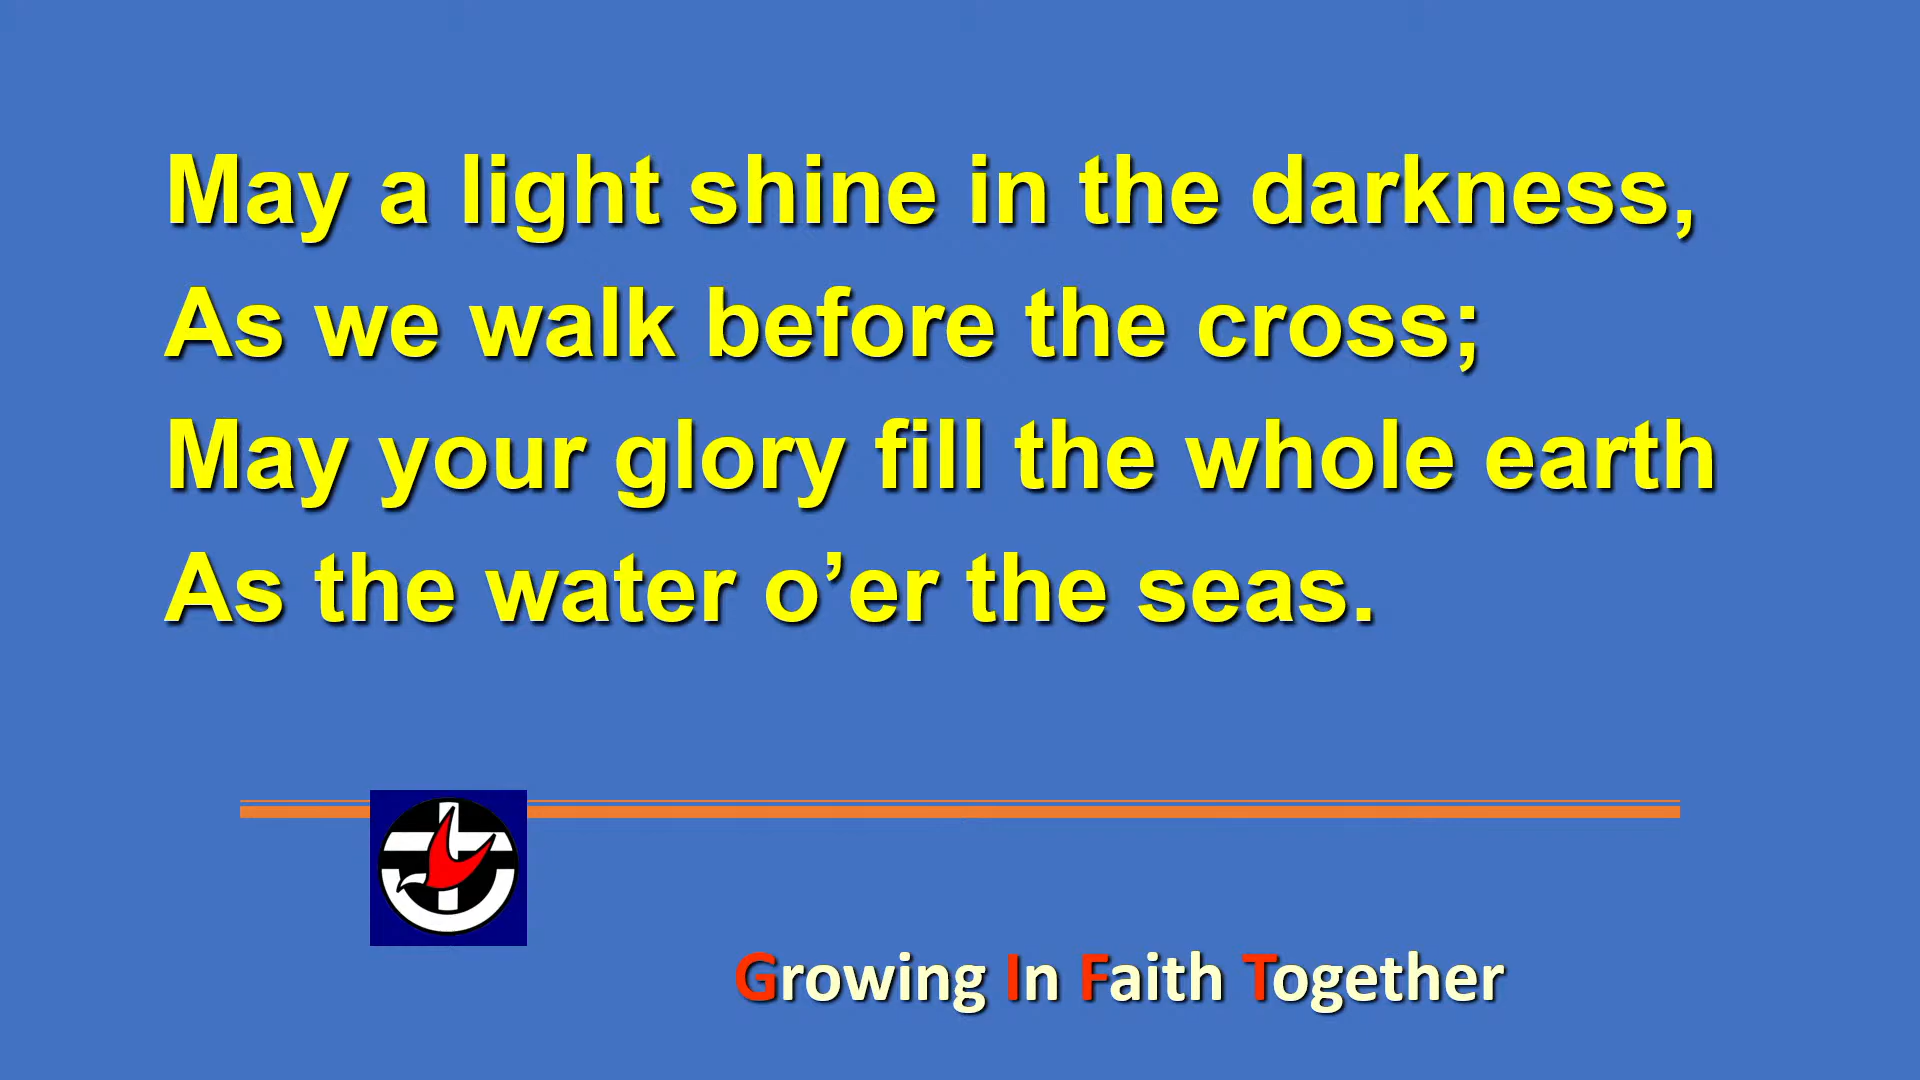 May a light shine in the darkness,
As we walk before the cross;
May your glory fill the whole earth
As the water o’er the seas.
Growing In Faith Together